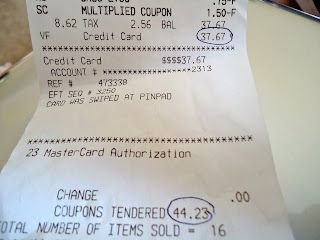 SC MULTIPLIED COUPON 1.50-F
8.62 TAX 2.56 BAL 37.67
VF Credit Card 37.67
Credit Card $$$$37.67
ACCOUNT # ************2313
REF # 473338
EFT SEQ # 3250
CARD WAS SWIPED AT PINPAD
****************************************
23 MasterCard Authorization
CHANGE .00
COUPONS TENDERED 44.23
TOTAL NUMBER OF ITEMS SOLD = 16